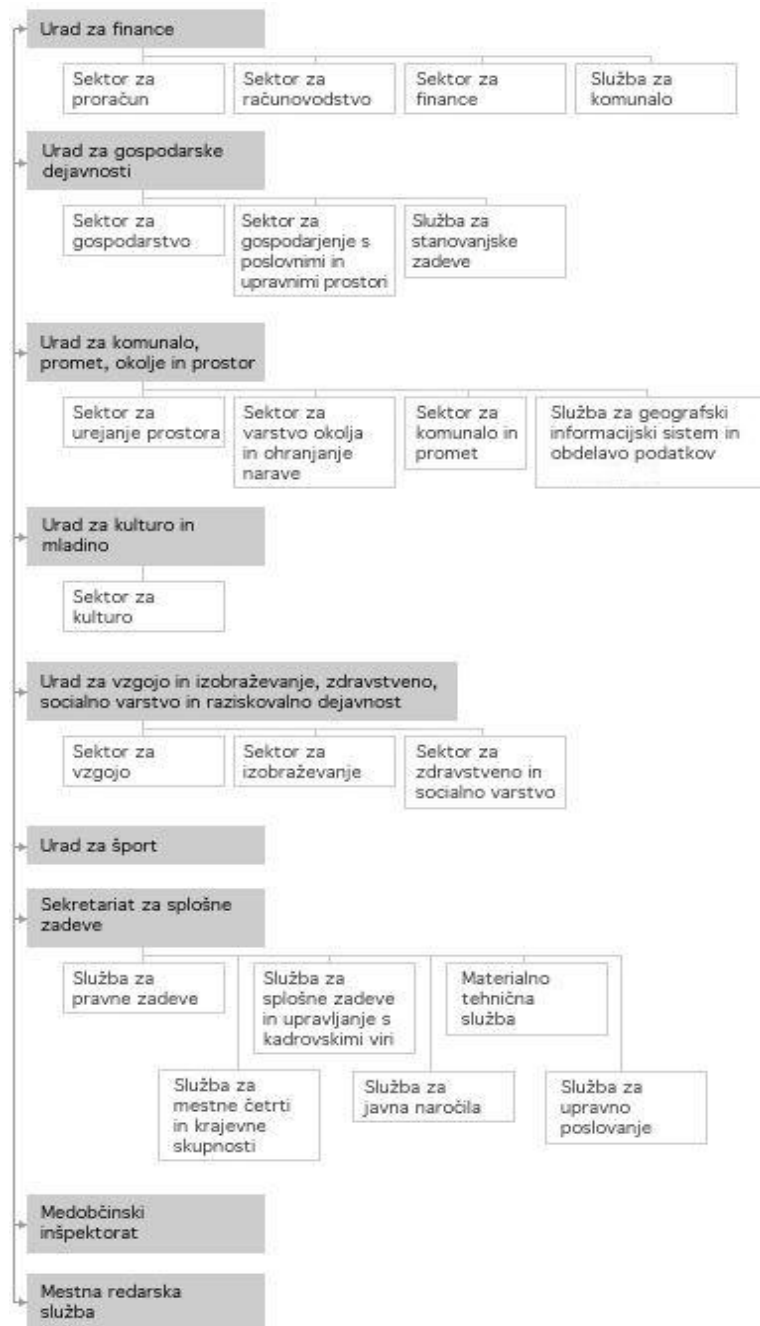 Urad za finance
Sektor za
proračun
Sektor za
računovodstvo
Sektor za
finance
Služba za
komunalo
Urad za gospodarske
dejavnosti
Sektor za
gospodarstvo
Sektor za
gospodarjenje s
poslovnimi in
upravnimi prostori
Služba za
stanovanjske
zadeve
Urad za komunalo,
promet, okolje in prostor
Sektor za
urejanje prostora
Sektor za
varstvo okolja
in ohranjanje
narave
Sektor za
komunalo in
promet
Služba za geografski
informacijski sistem in
obdelavo podatkov
Urad za kulturo in
mladino
Sektor za
kulturo
Urad za vzgojo in izobraževanje, zdravstveno,
socialno varstvo in raziskovalno dejavnost
Sektor za
vzgojo
Sektor za
izobraževanje
Sektor za
zdravstveno in
socialno varstvo
Urad za šport
Sekretariat za splošne
zadeve
Služba za
pravne zadeve
Služba za
splošne zadeve
in upravljanje s
kadrovskimi viri
Materialno
tehnična
služba
Služba za
mestne četrti
in krajevne
skupnosti
Služba za
javna naročila
Služba za
upravno
poslovanje
Medobčinski
inšpektorat
Mestna redarska
služba